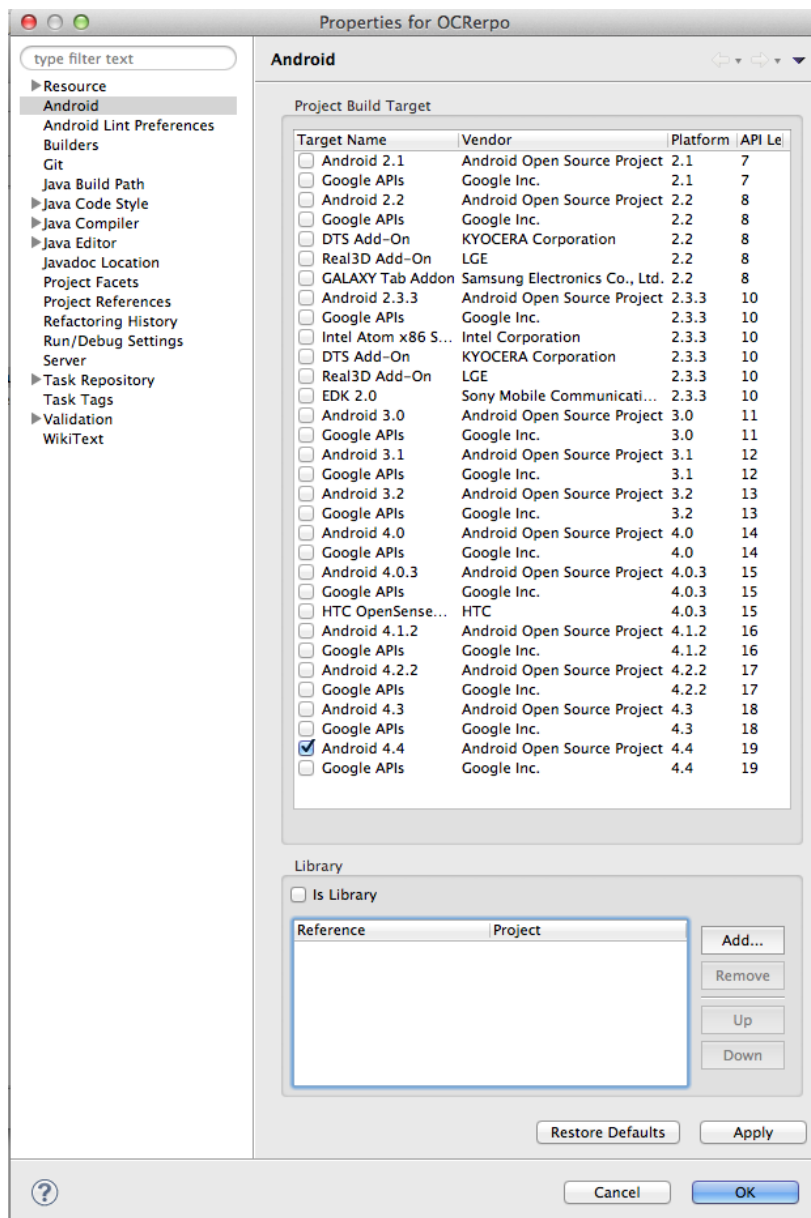 Properties for OCRerpo
type filter text
Resource
Android
Android Lint Preferences
Builders
Git
Java Build Path
Java Code Style
Java Compiler
Java Editor
Javadoc Location
Project Facets
Project References
Refactoring History
Run/Debug Settings
Server
Task Repository
Task Tags
Validation
WikiText
Android
Project Build Target
Target Name Vendor Platform API Le
Android 2.1 Android Open Source Project 2.1 7
Google APIs Google Inc. 2.1 7
Android 2.2 Android Open Source Project 2.2 8
Google APIs Google Inc. 2.2 8
DTS Add-On KYOCERA Corporation 2.2 8
Real3D Add-On LGE 2.2 8
GALAXY Tab Addon Samsung Electronics Co., Ltd. 2.2 8
Android 2.3.3 Android Open Source Project 2.3.3 10
Google APIs Google Inc. 2.3.3 10
Intel Atom x86 S... Intel Corporation 2.3.3 10
DTS Add-On KYOCERA Corporation 2.3.3 10
Real3D Add-On LGE 2.3.3 10
EDK 2.0 Sony Mobile Communicati... 2.3.3 10
Android 3.0 Android Open Source Project 3.0 11
Google APIs Google Inc. 3.0 11
Android 3.1 Android Open Source Project 3.1 12
Google APIs Google Inc. 3.1 12
Android 3.2 Android Open Source Project 3.2 13
Google APIs Google Inc. 3.2 13
Android 4.0 Android Open Source Project 4.0 14
Google APIs Google Inc. 4.0 14
Android 4.0.3 Android Open Source Project 4.0.3 15
Google APIs Google Inc. 4.0.3 15
HTC OpenSense... HTC 4.0.3 15
Android 4.1.2 Android Open Source Project 4.1.2 16
Google APIs Google Inc. 4.1.2 16
Android 4.2.2 Android Open Source Project 4.2.2 17
Google APIs Google Inc. 4.2.2 17
Android 4.3 Android Open Source Project 4.3 18
Google APIs Google Inc. 4.3 18
Android 4.4 Android Open Source Project 4.4 19
Google APIs Google Inc. 4.4 19
Library
Is Library
Reference Project
Add...
Remove
Up
Down
Restore Defaults Apply
? Cancel OK